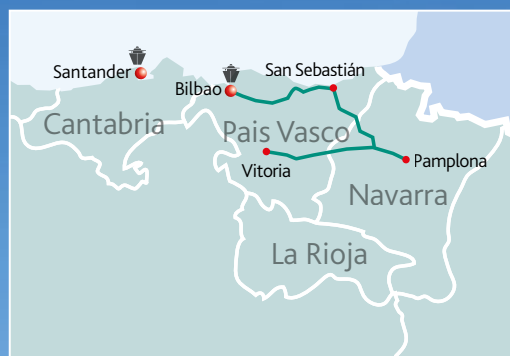 San Sebastián
Santander
Bilbao
Cantabria
Pais Vasco
Vitoria
Pamplona
Navarra
La Rioja